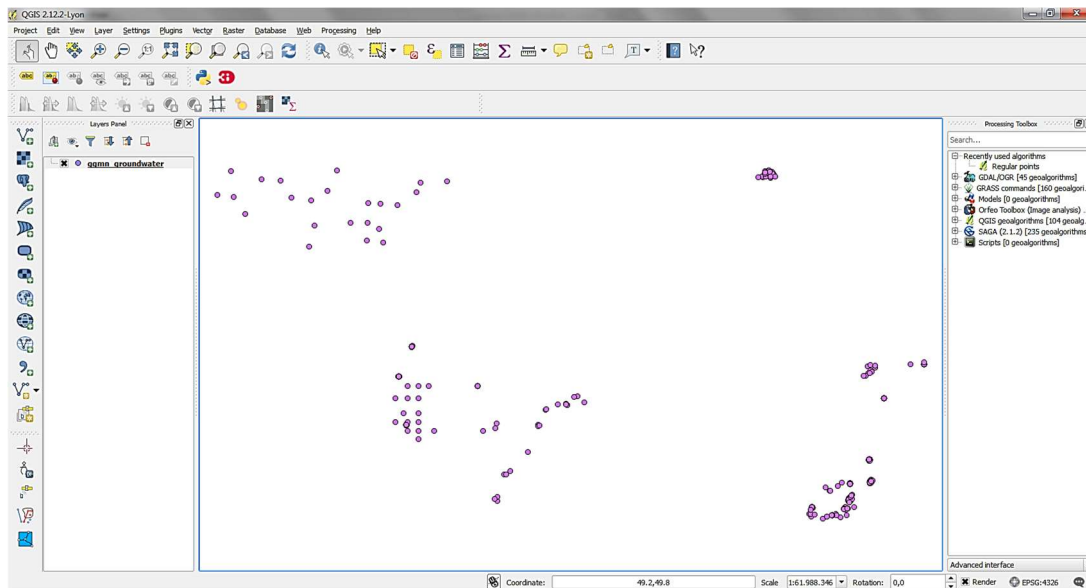 QGIS 2.12.2-Lyon
Project Edit View Layer Settings Plugins Vector Raster Database Web Processing Help
Layers Panel
ggmn_groundwater
Processing Toolbox
Search...
Recently used algorithms
Regular points
GDAL/OGR [45 geoalgorithms]
GRASS commands [160 geoalgori...
Models [0 geoalgorithms]
Orfeo Toolbox (Image analysis) ...
QGIS geoalgorithms [104 geoalg...
SAGA (2.1.2) [235 geoalgorithms]
Scripts [0 geoalgorithms]
Advanced interface
Coordinate: 49.2,49.8 Scale 1:61.988.346 Rotation: 0,0 Render EPSG:4326